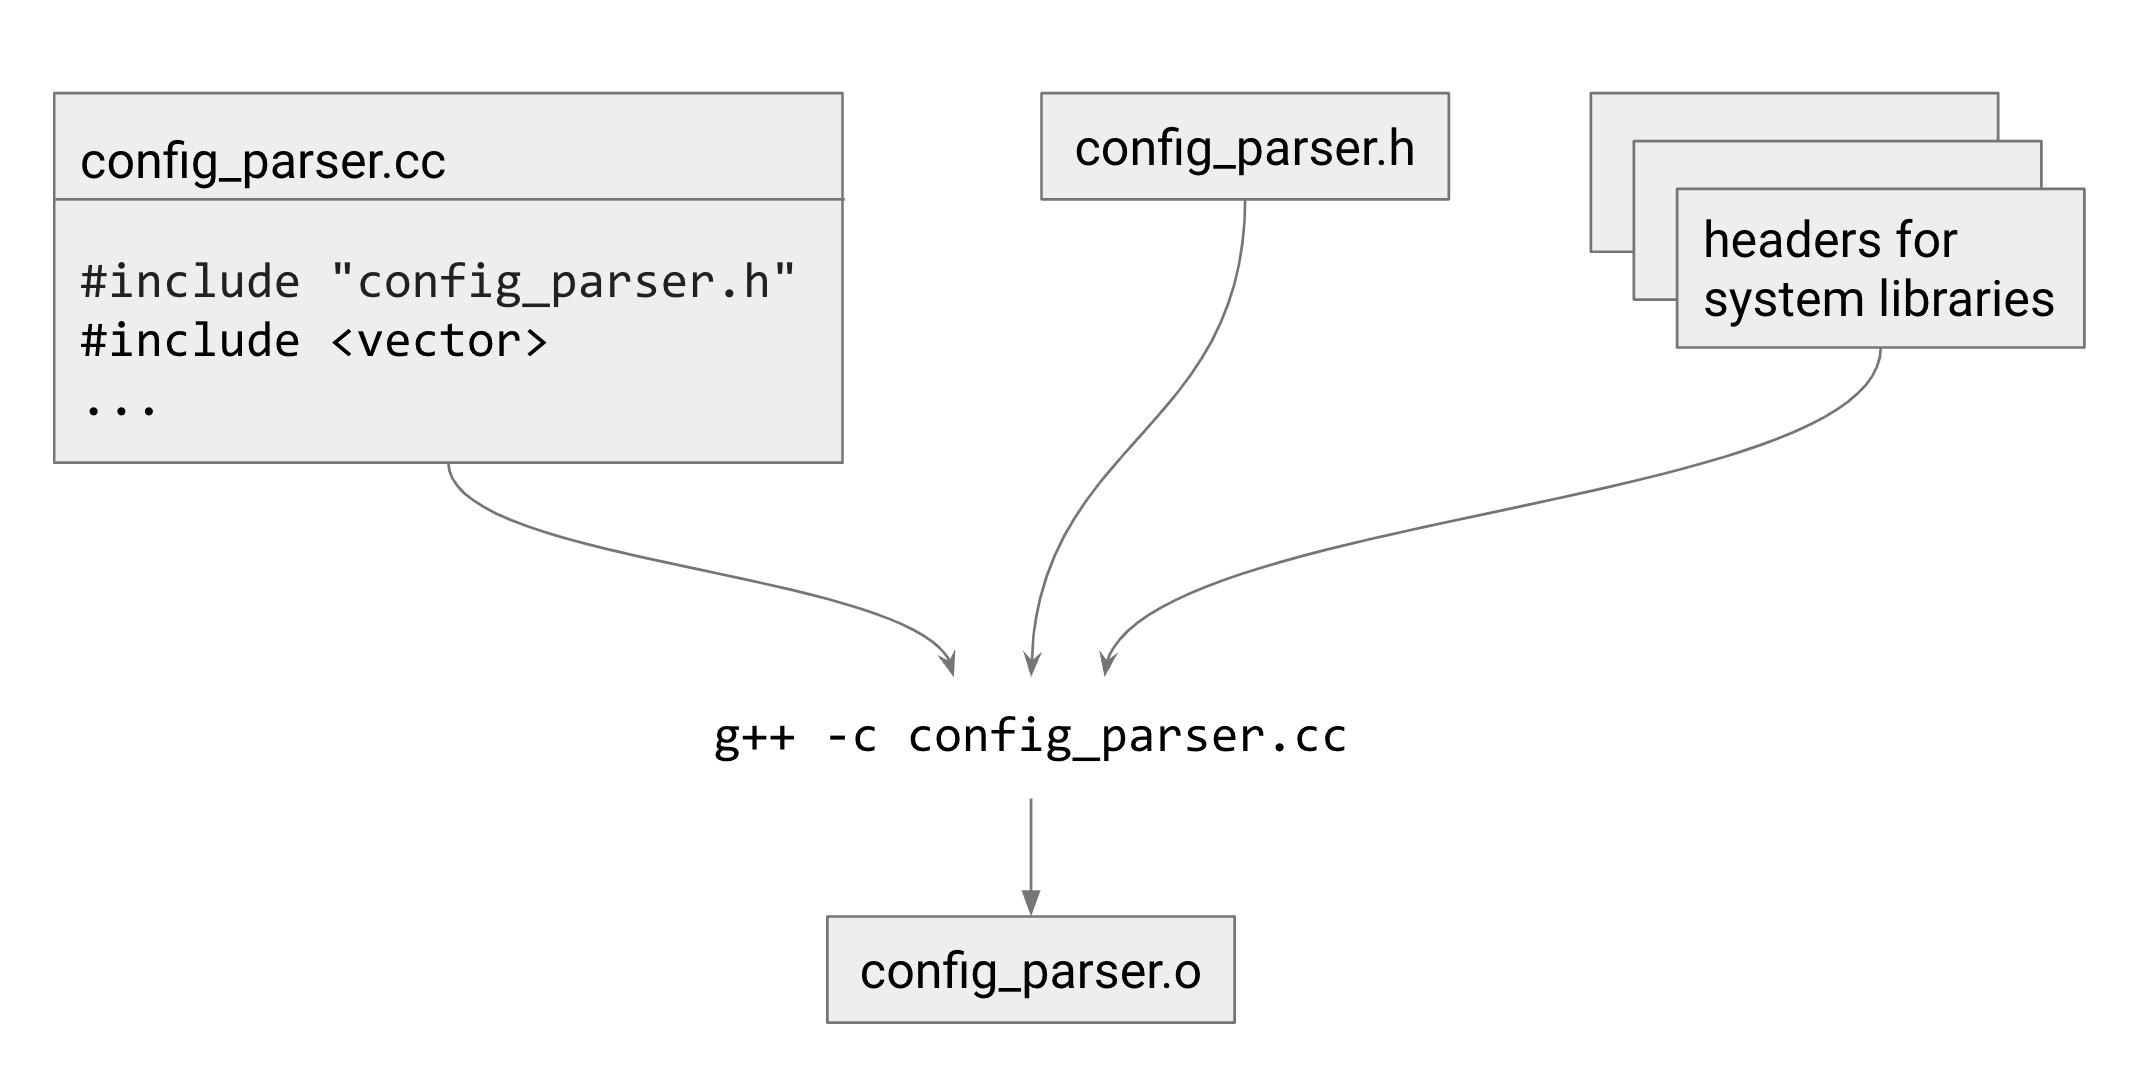 config_parser.cc
#include "config_parser.h"
#include <vector>
...
config_parser.h
headers for
system libraries
g++ -c config_parser.cc
config_parser.o